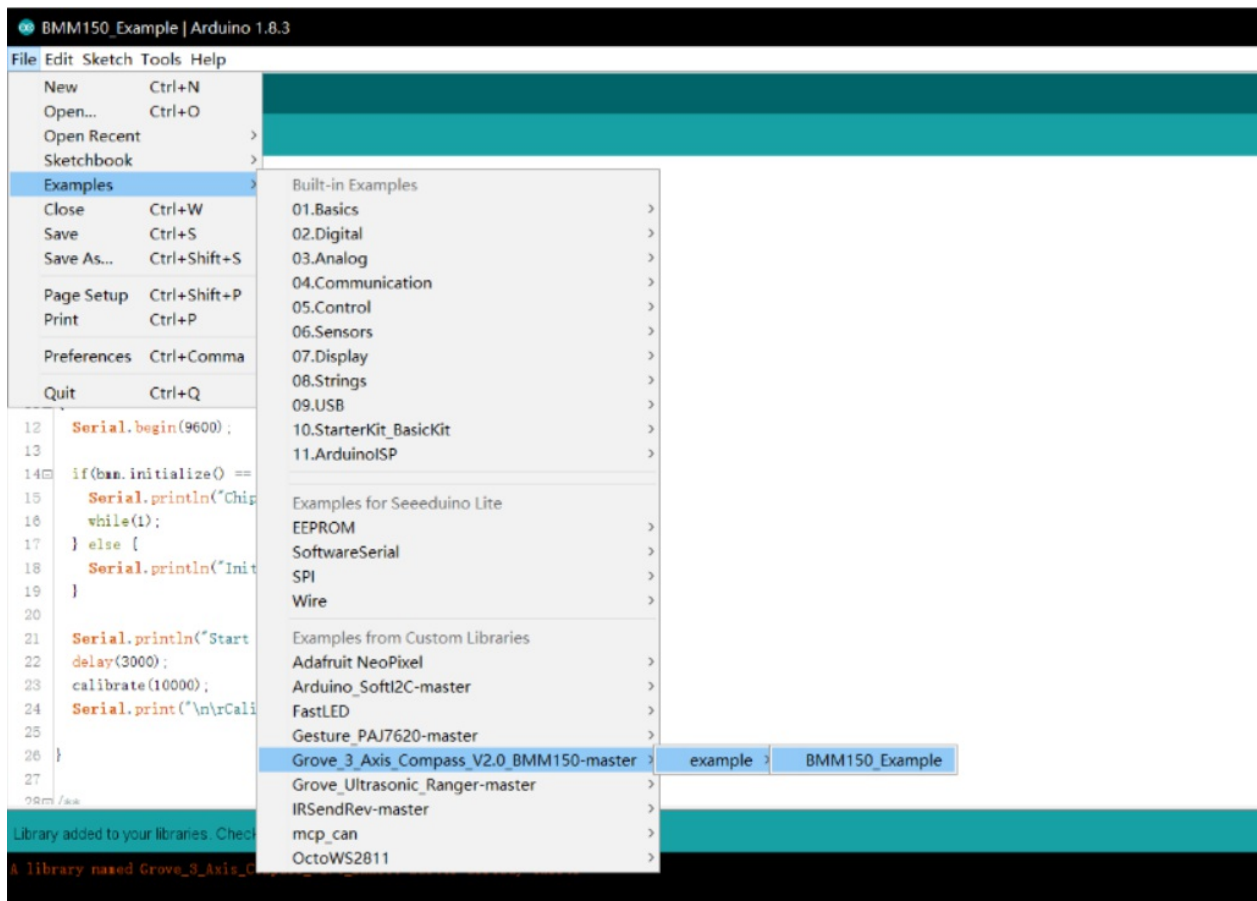 BMM150_Example | Arduino 1.8.3
File Edit Sketch Tools Help
New Ctrl+N
Open... Ctrl+O
Open Recent
Sketchbook
Examples
Close Ctrl+W
Save Ctrl+S
Save As... Ctrl+Shift+S
Page Setup Ctrl+Shift+P
Print Ctrl+P
Preferences Ctrl+Comma
Quit Ctrl+Q
Built-in Examples
01.Basics
02.Digital
03.Analog
04.Communication
05.Control
06.Sensors
07.Display
08.Strings
09.USB
10.StarterKit_BasicKit
11.ArduinoISP
Examples for Seeeduino Lite
EEPROM
SoftwareSerial
SPI
Wire
Examples from Custom Libraries
Adafruit NeoPixel
Arduino_SoftI2C-master
FastLED
Gesture_PAJ7620-master
Grove_3_Axis_Compass_V2.0_BMM150-master
Grove_Ultrasonic_Ranger-master
IRSendRev-master
mcp_can
OctoWS2811
example
BMM150_Example
12 Serial.begin(9600);
13
14 if(bmm.initialize() ==
15 Serial.println("Chip
16 while(1);
17 } else {
18 Serial.println("Init
19 }
20
21 Serial.println("Start
22 delay(3000);
23 calibrate(10000);
24 Serial.print("\n\rCali
25
26 }
27
28 /**
Library added to your libraries. Check
A library named Grove_3_Axis_C